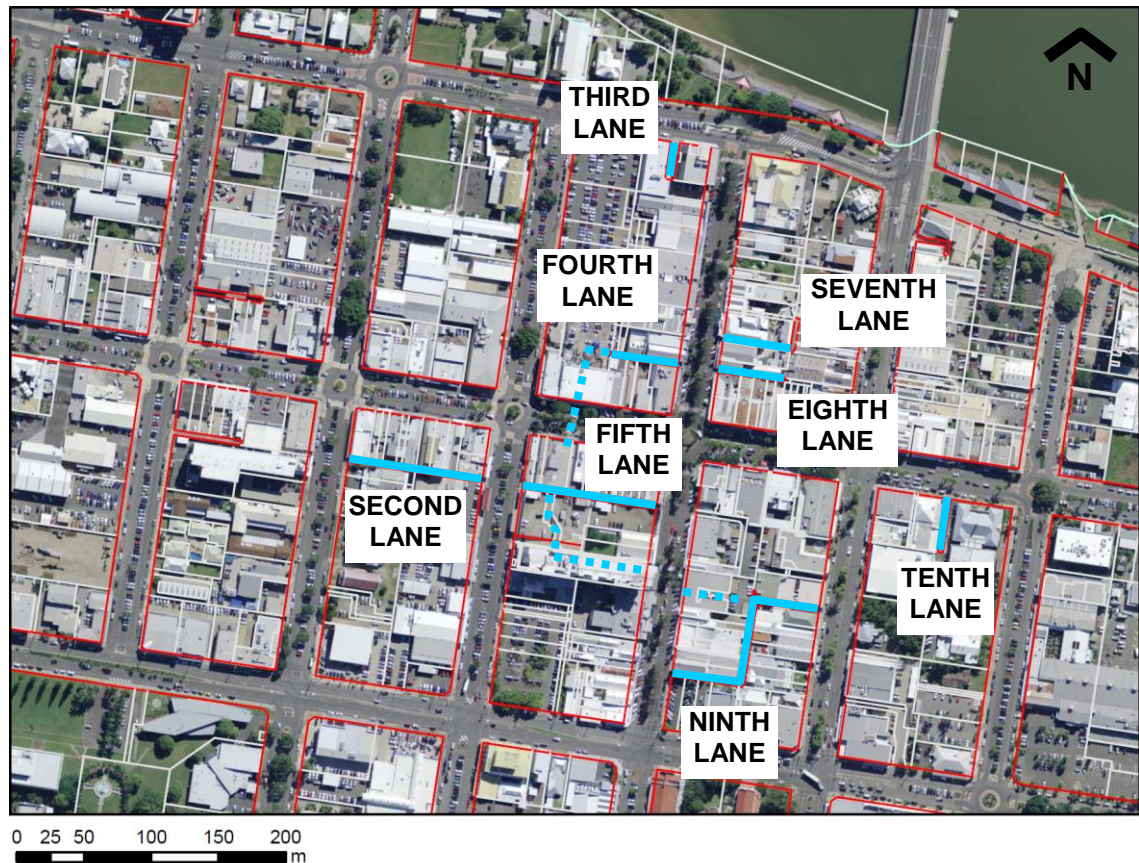 N
THIRD
LANE
FOURTH
LANE
SEVENTH
LANE
EIGHTH
LANE
FIFTH
LANE
SECOND
LANE
TENTH
LANE
NINTH
LANE
0 25 50 100 150 200
m